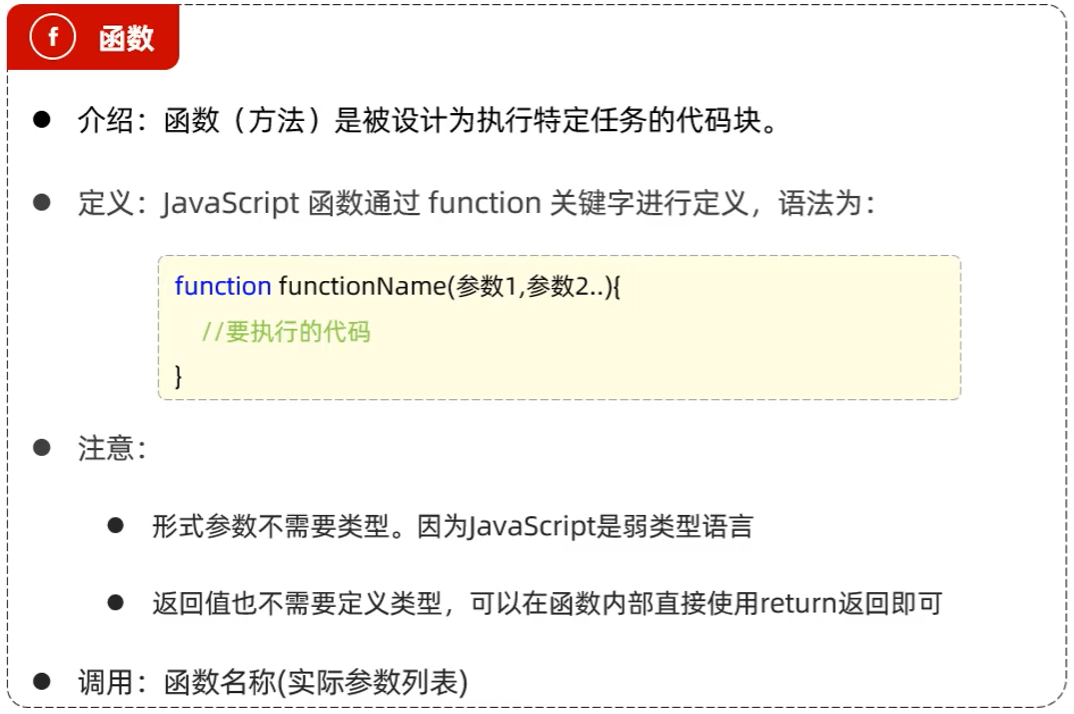 f 函数
介绍：函数（方法）是被设计为执行特定任务的代码块。
定义：JavaScript 函数通过 function 关键字进行定义，语法为：
function functionName(参数1,参数2..){
//要执行的代码
}
注意：
形式参数不需要类型。因为JavaScript是弱类型语言
返回值也不需要定义类型，可以在函数内部直接使用return返回即可
调用：函数名称(实际参数列表)